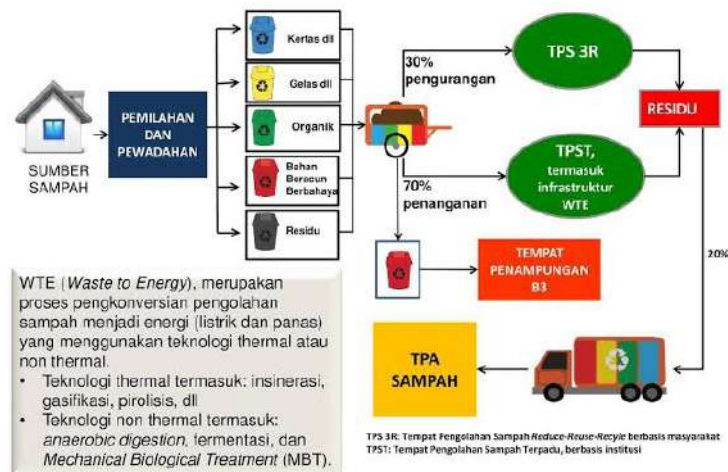 SUMBER
SAMPAH
PEMILAHAN
DAN
PEWADAHAN
Kertas dll
Gelas dll
Organik
Bahan
Beracun
Berbahaya
Residu
30%
pengurangan
70%
penanganan
TPS 3R
TPST,
termasuk
infrastruktur
WTE
RESIDU
TEMPAT
PENAMPUNGAN
B3
20%
TPA
SAMPAH
WTE (Waste to Energy), merupakan
proses pengkonversian pengolahan
sampah menjadi energi (listrik dan panas)
yang menggunakan teknologi thermal atau
non thermal.
• Teknologi thermal termasuk: insinerasi,
gasifikasi, pirolisis, dll
• Teknologi non thermal termasuk:
anaerobic digestion, fermentasi, dan
Mechanical Biological Treatment (MBT).
TPS 3R: Tempat Pengolahan Sampah Reduce-Reuse-Recyle berbasis masyarakat
TPST: Tempat Pengolahan Sampah Terpadu, berbasis institusi